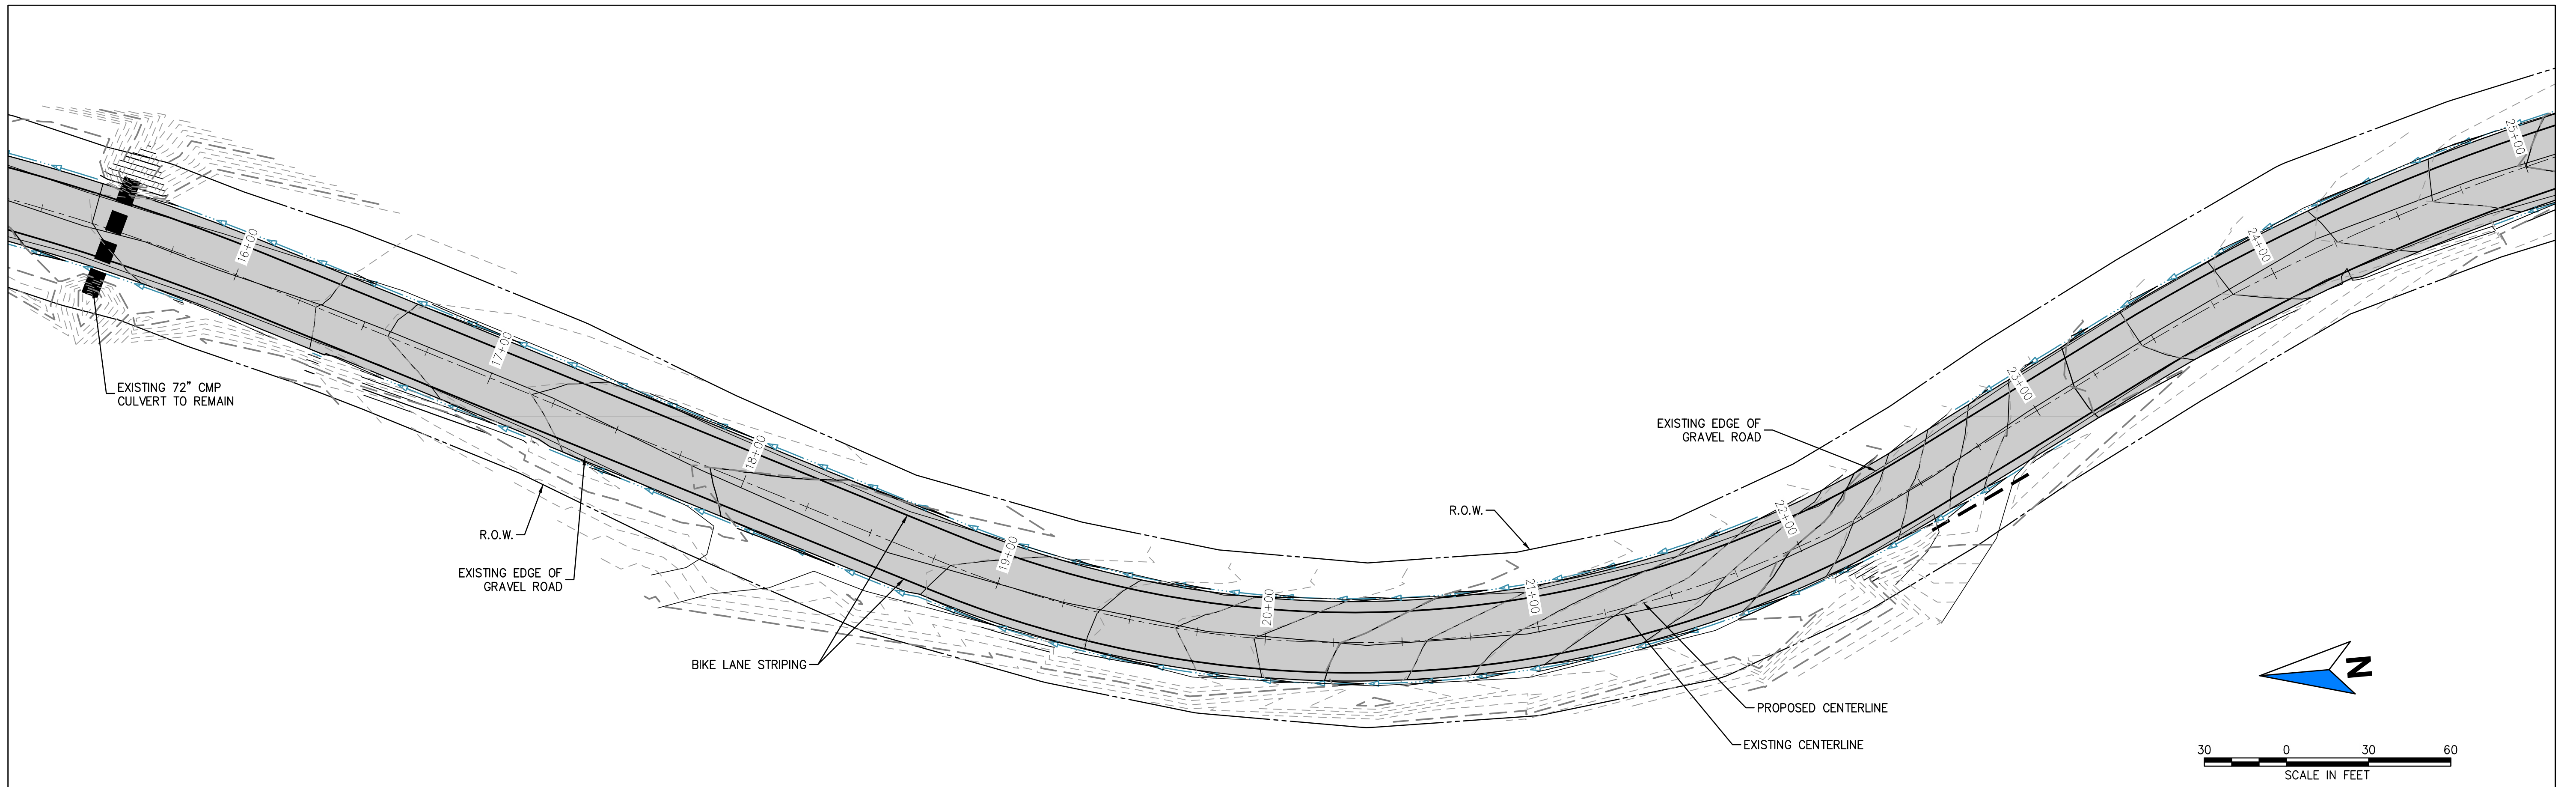 25+00
24+00
16+00
17+00
23+00
EXISTING 72" CMP
CULVERT TO REMAIN
EXISTING EDGE OF
GRAVEL ROAD
18+00
R.O.W.
22+00
R.O.W.
19+00
EXISTING EDGE OF
GRAVEL ROAD
20+00
21+00
BIKE LANE STRIPING
N
PROPOSED CENTERLINE
EXISTING CENTERLINE
30 0 30 60
SCALE IN FEET